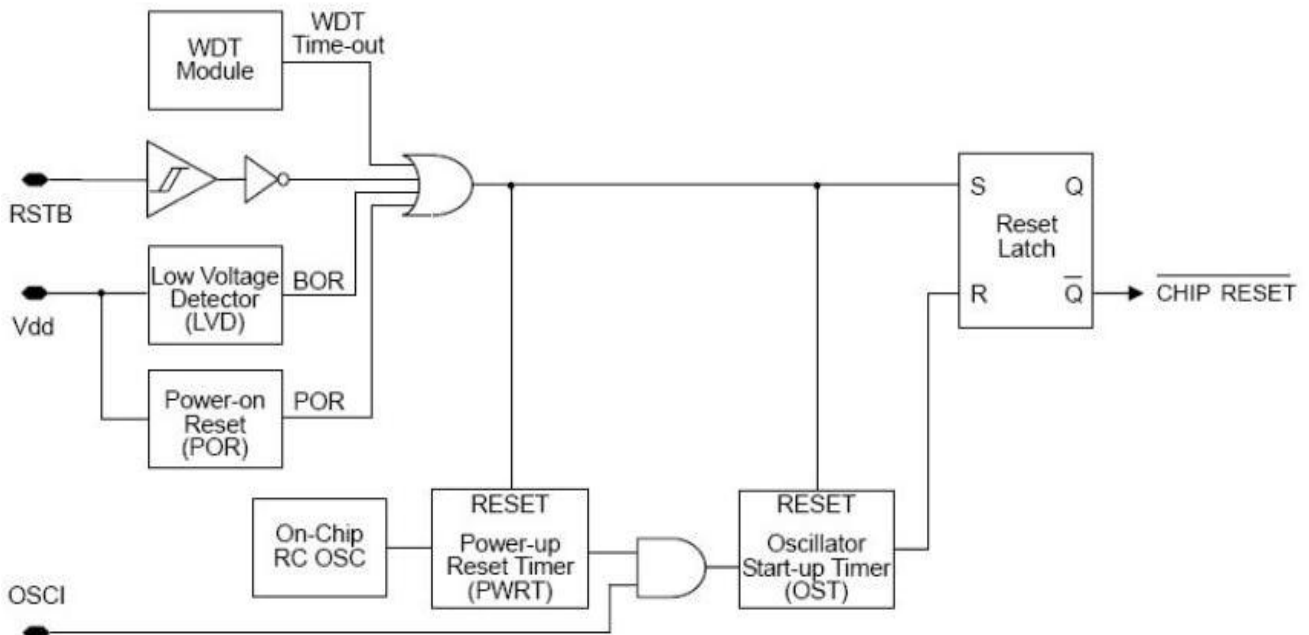 WDT
Module
WDT
Time-out
RSTB
Low Voltage
Detector
(LVD)
BOR
Vdd
Power-on
Reset
(POR)
POR
S Q
Reset
Latch
R Q
CHIP RESET
On-Chip
RC OSC
RESET
Power-up
Reset Timer
(PWRT)
RESET
Oscillator
Start-up Timer
(OST)
OSCI